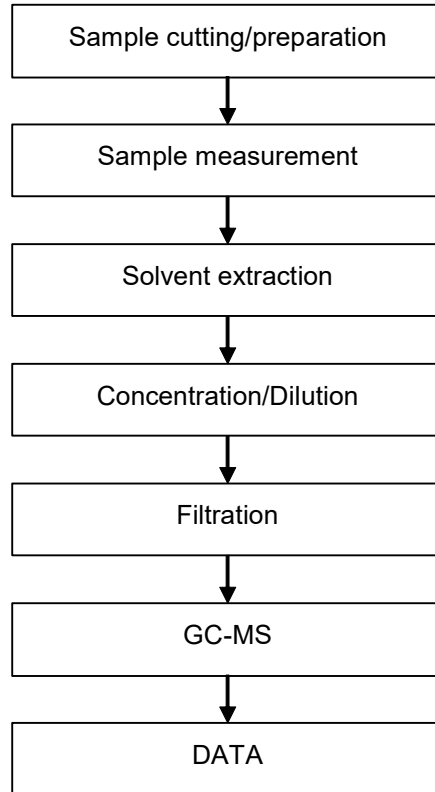 Sample cutting/preparation
Sample measurement
Solvent extraction
Concentration/Dilution
Filtration
GC-MS
DATA